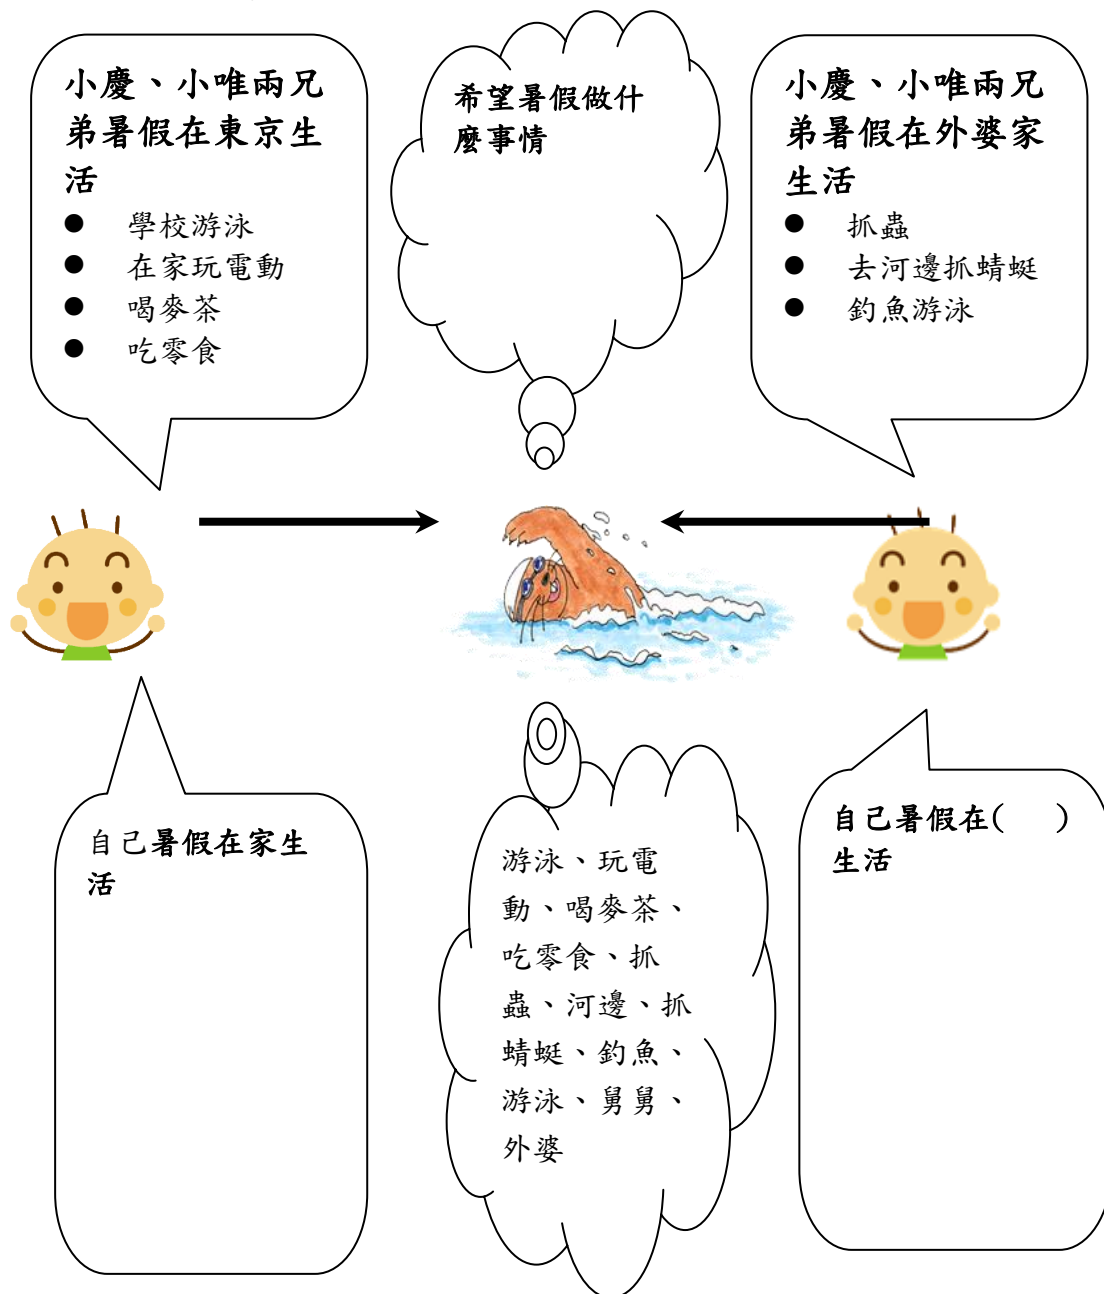 小慶、小唯兩兄
弟暑假在東京生
活
● 學校游泳
● 在家玩電動
● 喝麥茶
● 吃零食
希望暑假做什
麼事情
小慶、小唯兩兄
弟暑假在外婆家
生活
● 抓蟲
● 去河邊抓蜻蜓
● 釣魚游泳
自己暑假在家生
活
游泳、玩電
動、喝麥茶、
吃零食、抓
蟲、河邊、抓
蜻蜓、釣魚、
游泳、舅舅、
外婆
自己暑假在(　)
生活